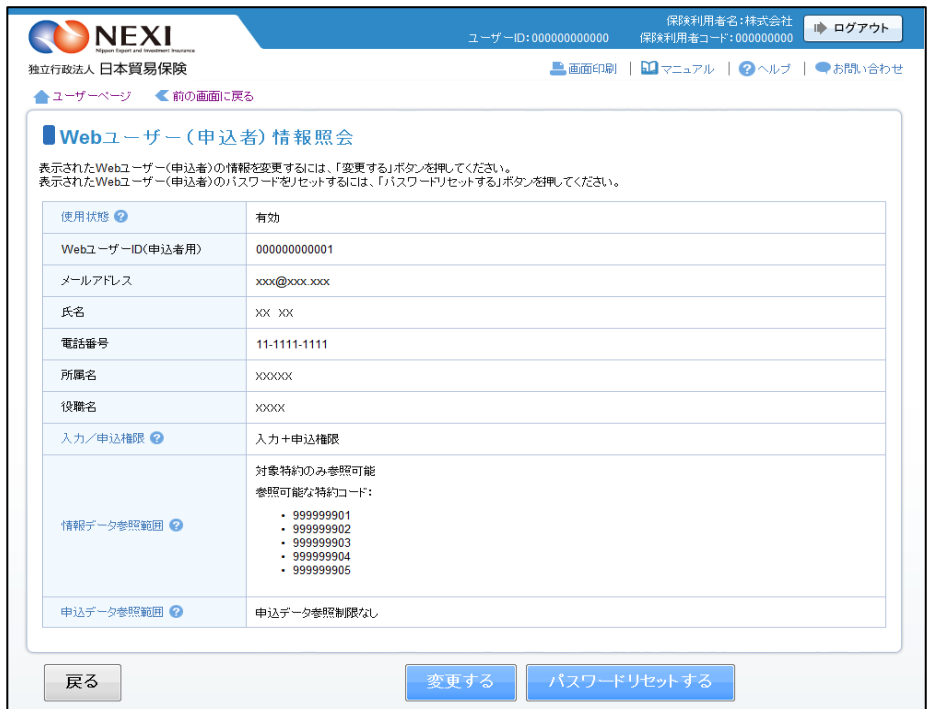 NEXI
Nippon Export and Investment Insurance
独立行政法人 日本貿易保険
ユーザーID:000000000000
保険利用者名:株式会社
保険利用者コード:000000000
ログアウト
画面印刷 | マニュアル | ヘルプ | お問い合わせ
ユーザーページ 前の画面に戻る
Webユーザー(申込者)情報照会
表示されたWebユーザー(申込者)の情報を変更するには、「変更する」ボタンを押してください。
表示されたWebユーザー(申込者)のパスワードをリセットするには、「パスワードリセットする」ボタンを押してください。
使用状態 ? 有効
WebユーザーID(申込者用) 000000000001
メールアドレス xxx@xxx.xxx
氏名 XX XX
電話番号 11-1111-1111
所属名 XXXXX
役職名 XXXX
入力/申込権限 ? 入力+申込権限
情報データ参照範囲 ? 対象特約のみ参照可能
参照可能な特約コード:
・ 999999901
・ 999999902
・ 999999903
・ 999999904
・ 999999905
申込データ参照範囲 ? 申込データ参照制限なし
戻る 変更する パスワードリセットする